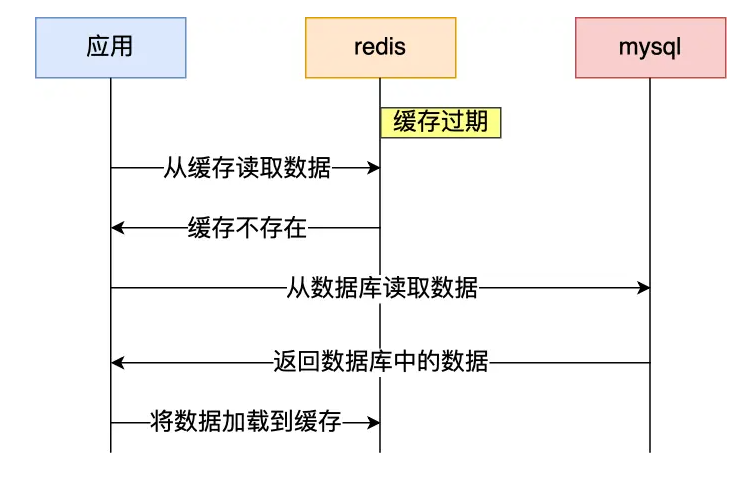 应用
redis
mysql
缓存过期
从缓存读取数据
缓存不存在
从数据库读取数据
返回数据库中的数据
将数据加载到缓存